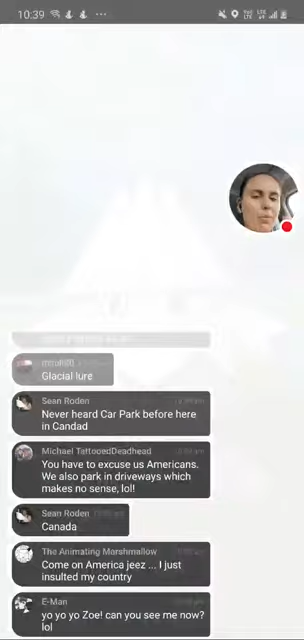 10:39
Glacial lure
Sean Roden
Never heard Car Park before here
in Candad
Michael TattooedDeadhead
You have to excuse us Americans.
We also park in driveways which
makes no sense, lol!
Sean Roden
Canada
The Animating Marshmallow
Come on America jeez ... I just
insulted my country
E-Man
yo yo yo Zoe! can you see me now?
lol